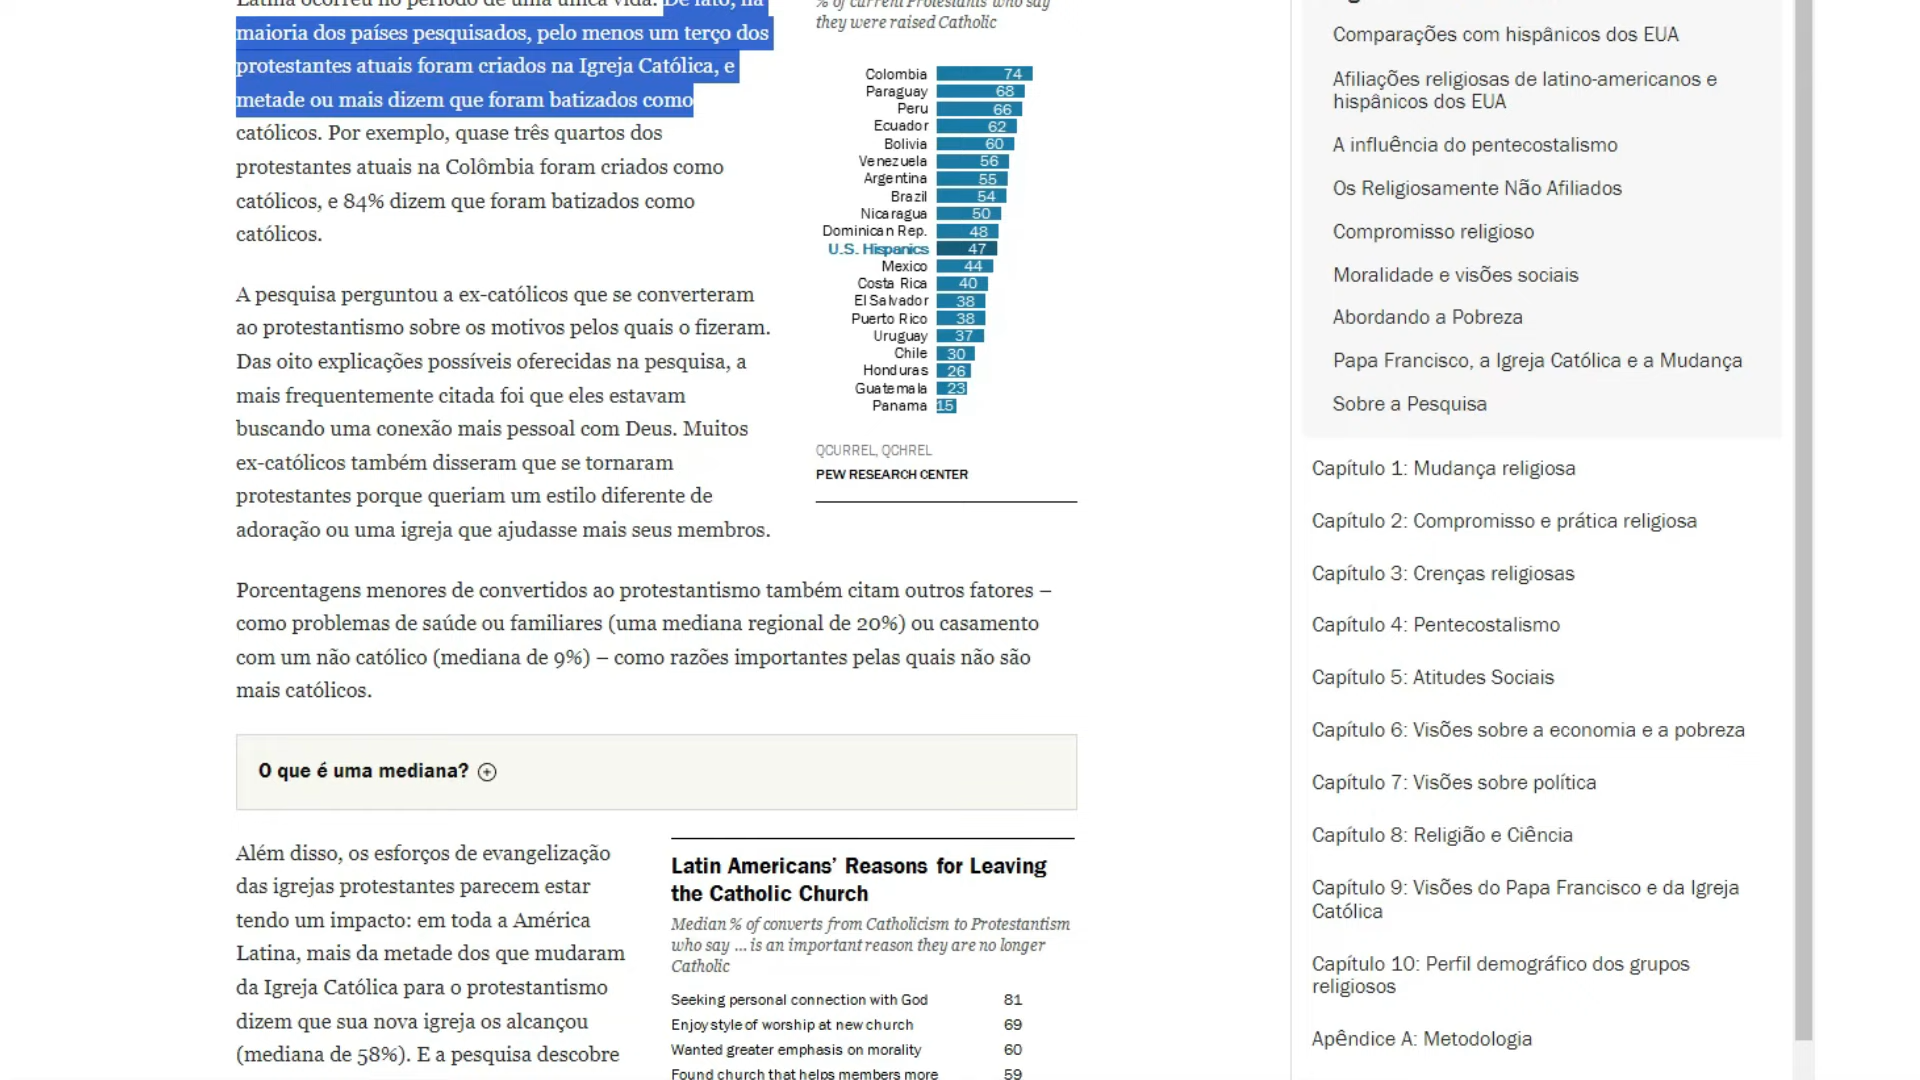 De fato, na
maioria dos países pesquisados, pelo menos um terço dos
protestantes atuais foram criados na Igreja Católica, e
metade ou mais dizem que foram batizados como
católicos. Por exemplo, quase três quartos dos
protestantes atuais na Colômbia foram criados como
católicos, e 84% dizem que foram batizados como
católicos.
A pesquisa perguntou a ex-católicos que se converteram
ao protestantismo sobre os motivos pelos quais o fizeram.
Das oito explicações possíveis oferecidas na pesquisa, a
mais frequentemente citada foi que eles estavam
buscando uma conexão mais pessoal com Deus. Muitos
ex-católicos também disseram que se tornaram
protestantes porque queriam um estilo diferente de
adoração ou uma igreja que ajudasse mais seus membros.
% of current Protestants who say
they were raised Catholic
Colombia 74
Paraguay 68
Peru 66
Ecuador 62
Bolivia 60
Venezuela 56
Argentina 55
Brazil 54
Nicaragua 50
Dominican Rep. 48
U.S. Hispanics 47
Mexico 44
Costa Rica 40
El Salvador 38
Puerto Rico 38
Uruguay 37
Chile 30
Honduras 26
Guatemala 23
Panama 15
QCURREL, QCHREL
PEW RESEARCH CENTER
Porcentagens menores de convertidos ao protestantismo também citam outros fatores –
como problemas de saúde ou familiares (uma mediana regional de 20%) ou casamento
com um não católico (mediana de 9%) – como razões importantes pelas quais não são
mais católicos.
O que é uma mediana?
Além disso, os esforços de evangelização
das igrejas protestantes parecem estar
tendo um impacto: em toda a América
Latina, mais da metade dos que mudaram
da Igreja Católica para o protestantismo
dizem que sua nova igreja os alcançou
(mediana de 58%). E a pesquisa descobre
Latin Americans’ Reasons for Leaving
the Catholic Church
Median % of converts from Catholicism to Protestantism
who say ... is an important reason they are no longer
Catholic
Seeking personal connection with God 81
Enjoy style of worship at new church 69
Wanted greater emphasis on morality 60
Found church that helps members more 59
Comparações com hispânicos dos EUA
Afiliações religiosas de latino-americanos e
hispânicos dos EUA
A influência do pentecostalismo
Os Religiosamente Não Afiliados
Compromisso religioso
Moralidade e visões sociais
Abordando a Pobreza
Papa Francisco, a Igreja Católica e a Mudança
Sobre a Pesquisa
Capítulo 1: Mudança religiosa
Capítulo 2: Compromisso e prática religiosa
Capítulo 3: Crenças religiosas
Capítulo 4: Pentecostalismo
Capítulo 5: Atitudes Sociais
Capítulo 6: Visões sobre a economia e a pobreza
Capítulo 7: Visões sobre política
Capítulo 8: Religião e Ciência
Capítulo 9: Visões do Papa Francisco e da Igreja
Católica
Capítulo 10: Perfil demográfico dos grupos
religiosos
Apêndice A: Metodologia